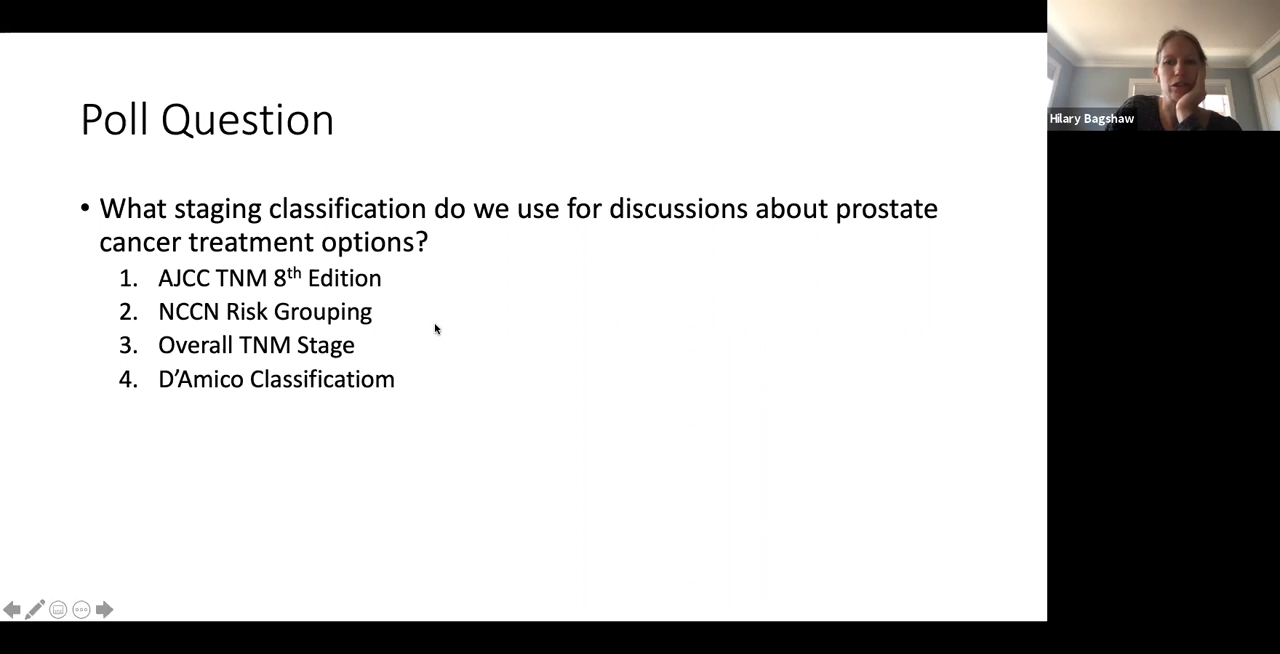 Poll Question
• What staging classification do we use for discussions about prostate
cancer treatment options?
1. AJCC TNM 8th Edition
2. NCCN Risk Grouping
3. Overall TNM Stage
4. D’Amico Classificatiom
Hilary Bagshaw